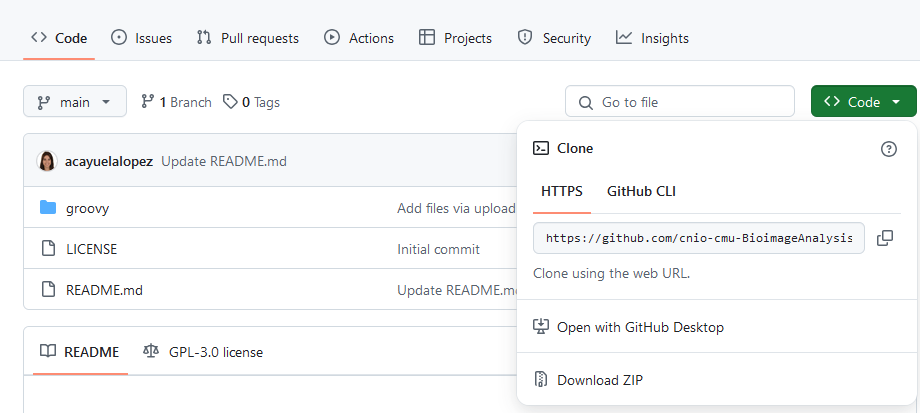 Code Issues Pull requests Actions Projects Security Insights
main 1 Branch 0 Tags Go to file Code
acayuelalopez Update README.md
groovy Add files via upload
LICENSE Initial commit
README.md Update README.m
README GPL-3.0 license
Clone
HTTPS GitHub CLI
https://github.com/cnio-cmu-BioimageAnalysis
Clone using the web URL.
Open with GitHub Desktop
Download ZIP